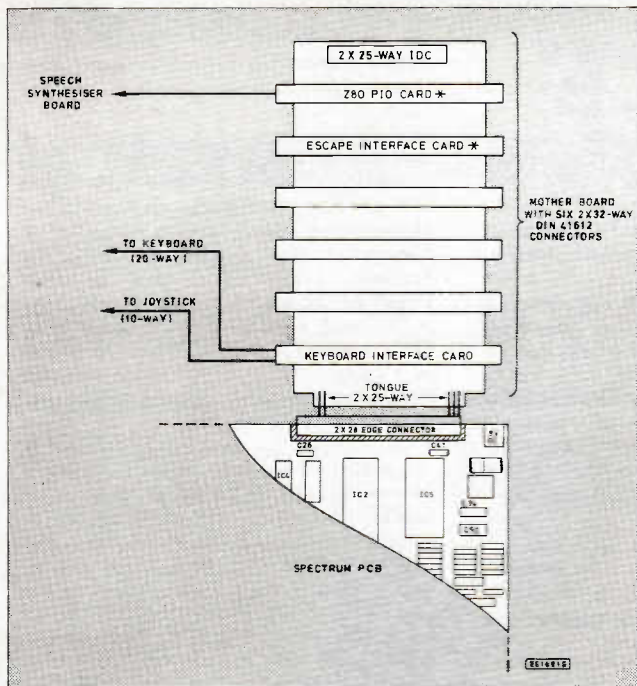 2 X 25-WAY IDC
SPEECH
SYNTHESISER
BOARD
Z80 PIO CARD *
ESCAPE INTERFACE CARD *
MOTHER BOARD
WITH SIX 2X32-WAY
DIN 41612
CONNECTORS
TO KEYBOARD
(20-WAY)
TO JOYSTICK
(10-WAY)
KEYBOARD INTERFACE CARD
TONGUE
2 X 25-WAY
2 X 28 EDGE CONNECTOR
C26
C47
IC4
IC2
IC5
SPECTRUM PCB